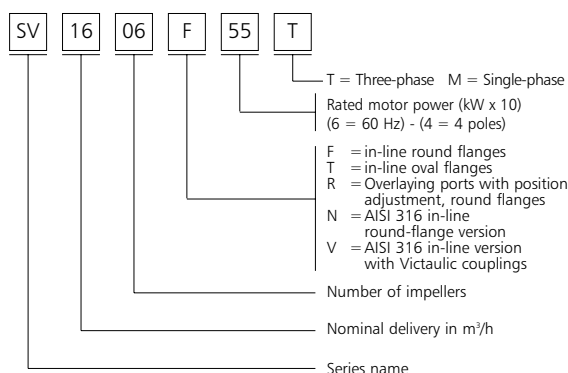 SV 16 06 F 55 T
T = Three-phase M = Single-phase
Rated motor power (kW x 10)
(6 = 60 Hz) - (4 = 4 poles)
F = in-line round flanges
T = in-line oval flanges
R = Overlaying ports with position
adjustment, round flanges
N = AISI 316 in-line
round-flange version
V = AISI 316 in-line version
with Victaulic couplings
Number of impellers
Nominal delivery in m³/h
Series name